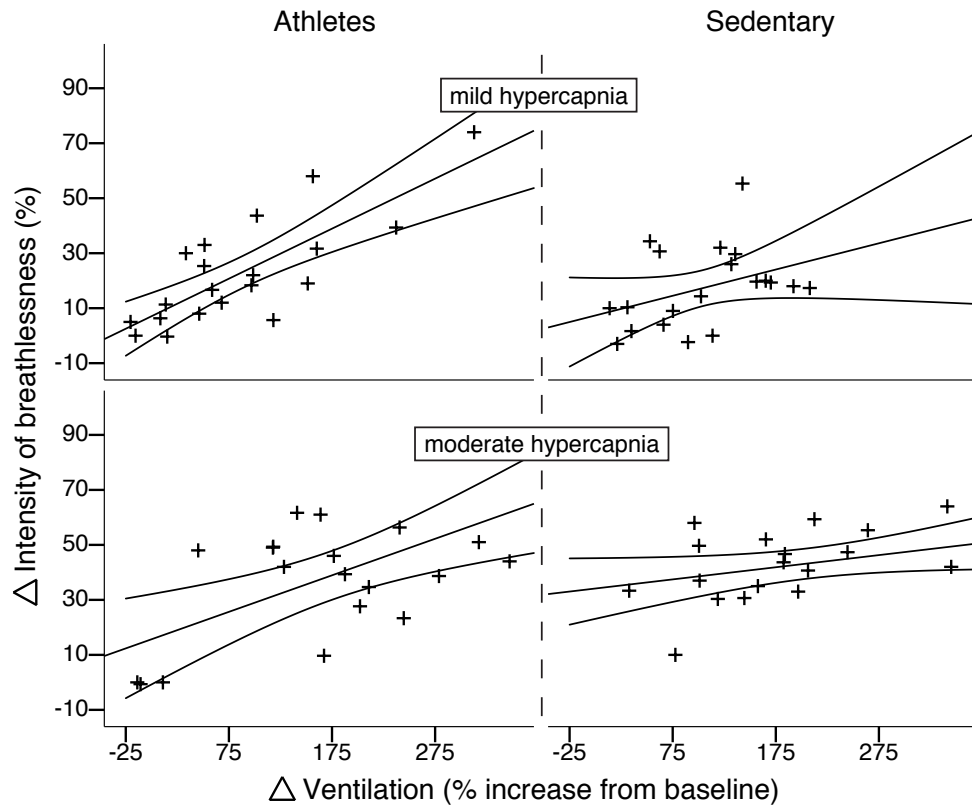 Athletes
Sedentary
mild hypercapnia
90
70
50
30
10
-10
moderate hypercapnia
90
70
50
30
10
-10
△ Intensity of breathlessness (%)
-25 75 175 275
-25 75 175 275
△ Ventilation (% increase from baseline)